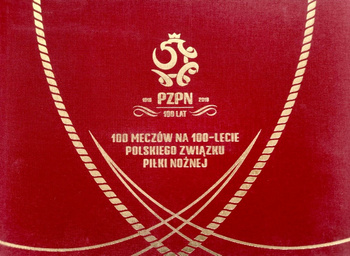 1919 PZPN 2019
100 LAT
100 MECZÓW NA 100-LECIE
POLSKIEGO ZWIĄZKU
PIŁKI NOŻNEJ